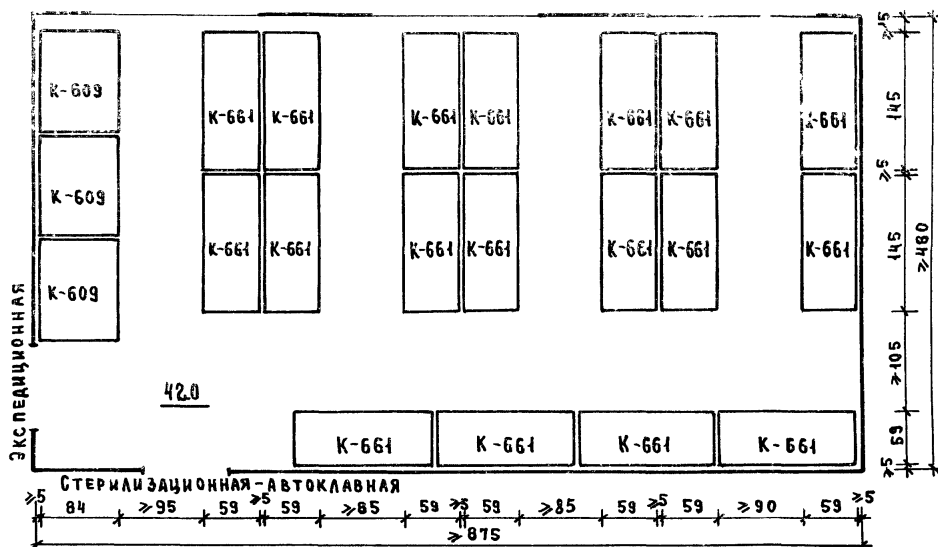 К-609
К-661 К-661 К-661 К-661 К-661 К-661 К-661
К-609
К-661 К-661 К-661 К-661 К-661 К-661 К-661
К-609
ЭКСПЕДИЦИОННАЯ
42.0
К-661 К-661 К-661 К-661
СТЕРИЛИЗАЦИОННАЯ-АВТОКЛАВНАЯ
≥5 84 ≥95 59 ≥5 59 ≥85 59 ≥5 59 ≥85 59 ≥5 59 ≥90 59 ≥5
≥875
≥5
145
≥5
145
≥105
59
≥5
≥480